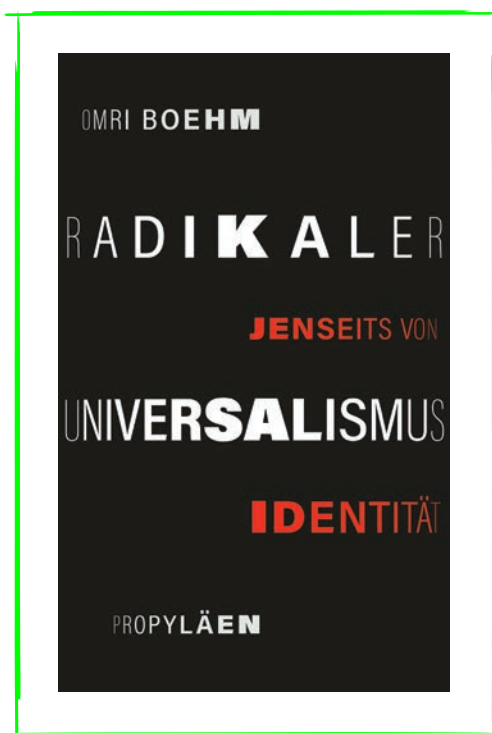 OMRI BOEHM
RADIKALER
JENSEITS VON
UNIVERSALISMUS
IDENTITÄT
PROPYLÄEN